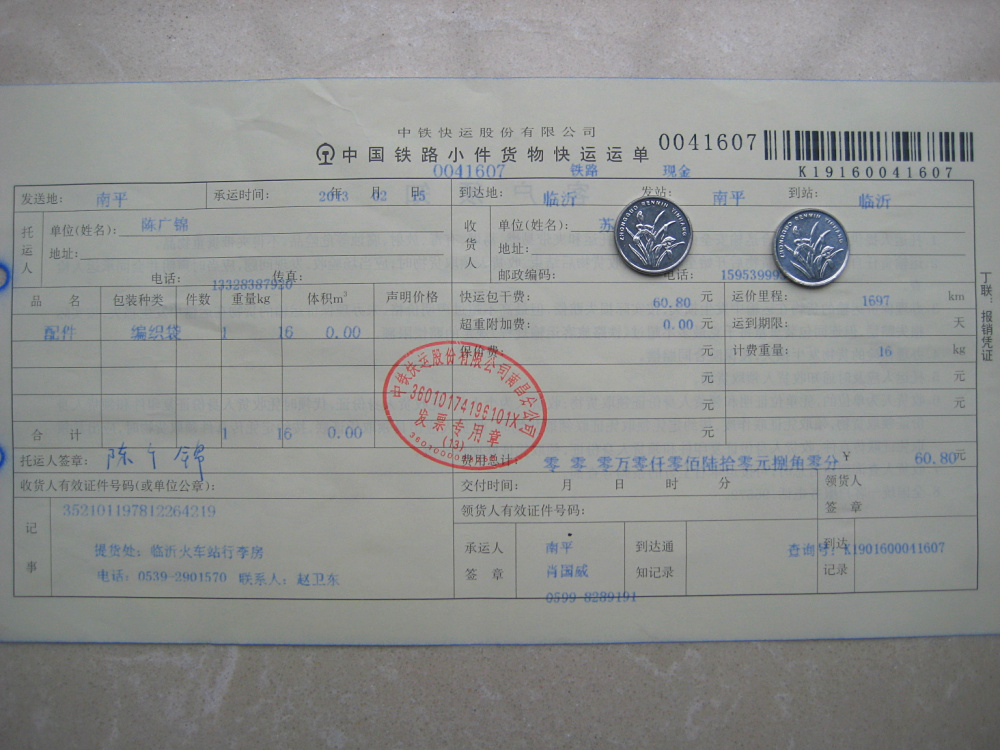 中铁快运股份有限公司
中国铁路小件货物快运运单 0041607
K19160041607
0041607 铁路 现金
发送地: 南平 承运时间: 2013 年 02 月 15 日 到达地: 临沂 发站: 南平 到站: 临沂
托运人 单位(姓名): 陈广锦 收货人 单位(姓名): 苏
地址: 地址:
电话: 13328387920 传真: 邮政编码: 电话: 15953999
品名 包装种类 件数 重量kg 体积m³ 声明价格 快运包干费: 60.80 元 运价里程: 1697 km
配件 编织袋 1 16 0.00 超重附加费: 0.00 元 运到期限: 天
保价费: 元 计费重量: 16 kg
元 元
元 元
合计 1 16 0.00 元
中铁快运股份有限公司南昌分公司
36010174196101X
发票专用章
(13)
托运人签章: 陈广锦 费用总计: 零 零 零万零仟零佰陆拾零元捌角零分 ¥ 60.80元
收货人有效证件号码(或单位公章): 交付时间: 月 日 时 分 领货人签章
记事 352101197812264219 领货人有效证件号码:
提货处: 临沂火车站行李房 承运人签章 南平 到达通知记录 查询号: K1901600041607 到达记录
电话: 0539-2901570 联系人: 赵卫东 肖国威
0599-8289191
丁联:报销凭证